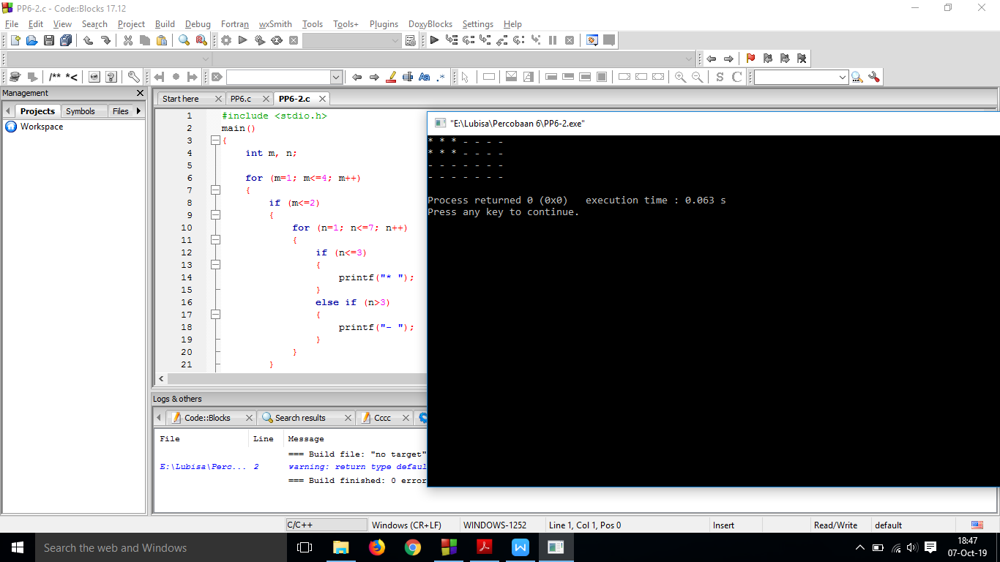 PP6-2.c - Code::Blocks 17.12
File Edit View Search Project Build Debug Fortran wxSmith Tools Tools+ Plugins DoxyBlocks Settings Help
/** *< Aa .* S C
Management
Projects Symbols Files
Workspace
Start here PP6.c PP6-2.c
1 #include <stdio.h>
2 main()
3 {
4 int m, n;
5
6 for (m=1; m<=4; m++)
7 {
8 if (m<=2)
9 {
10 for (n=1; n<=7; n++)
11 {
12 if (n<=3)
13 {
14 printf("* ");
15 }
16 else if (n>3)
17 {
18 printf("- ");
19 }
20 }
21 }
"E:\Lubisa\Percobaan 6\PP6-2.exe"
* * * - - - -
* * * - - - -
- - - - - - -
- - - - - - -
Process returned 0 (0x0)   execution time : 0.063 s
Press any key to continue.
Logs & others
Code::Blocks Search results Cccc
File Line Message
=== Build file: "no target"
E:\Lubisa\Perc... 2 warning: return type defaul
=== Build finished: 0 error
C/C++ Windows (CR+LF) WINDOWS-1252 Line 1, Col 1, Pos 0 Insert Read/Write default
Search the web and Windows
18:47
07-Oct-19